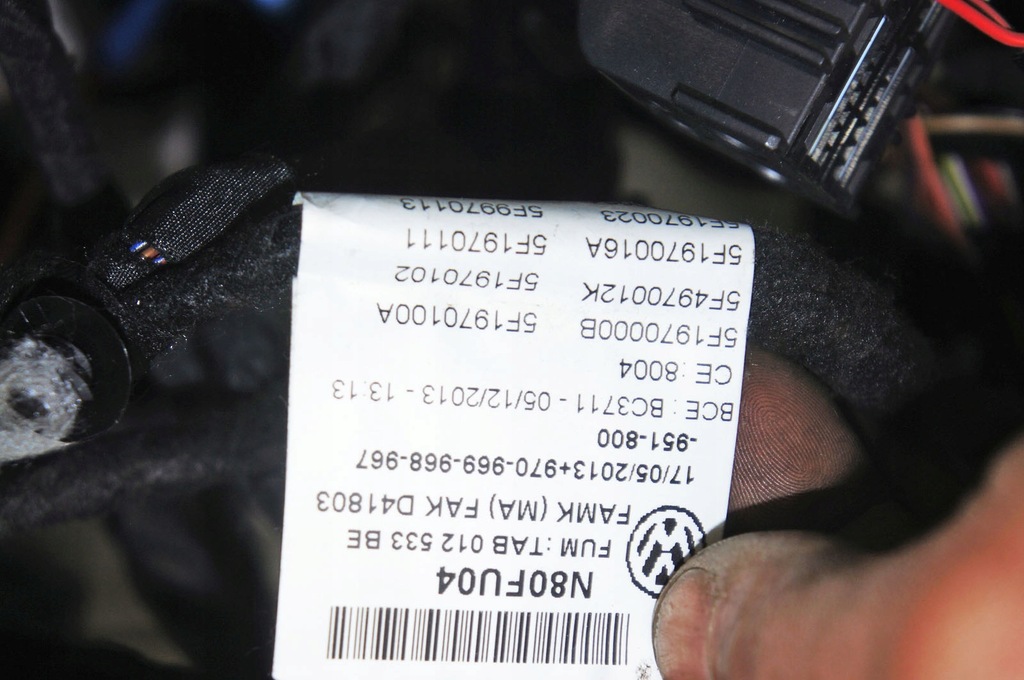 N80FU04
FUM: TAB 012 533 BE
FAMK (MA) FAK D41803
17/05/2013+970-969-968-967
-951-800
BCE : BC3711 - 05/12/2013 - 13:13
CE : 8004
5F1970000B 5F1970100A
5F4970012K 5F1970102
5F1970016A 5F1970111
5F1970023 5F9970113